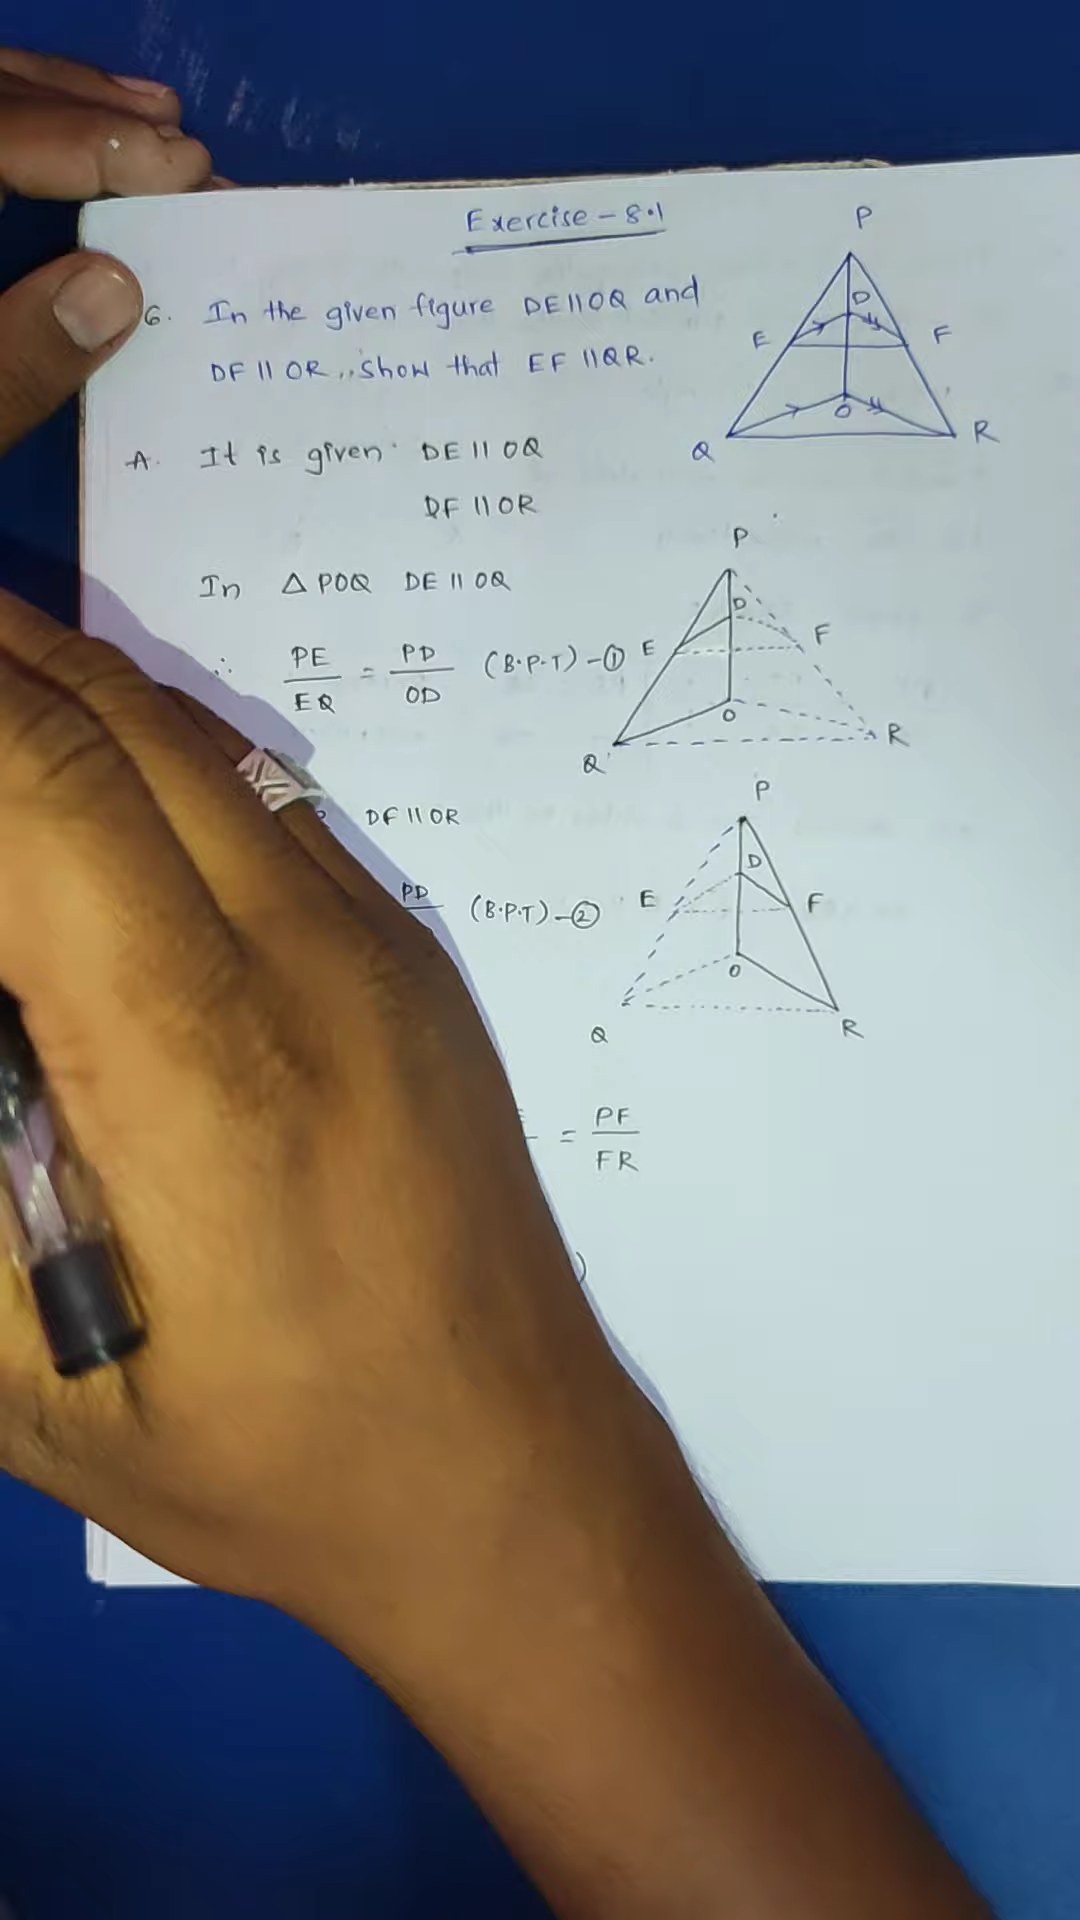 Exercise - 8.1
6. In the given figure DE || OQ and
DF || OR, show that EF || QR.
P
D
E
F
O
Q
R
A. It is given DE || OQ
DF || OR
In △ POQ DE || OQ
∴ PE/EQ = PD/OD (B.P.T) - ①
P
D
E
F
O
Q
R
DF || OR
PD (B.P.T) - ②
P
D
E
F
O
Q
R
= PF/FR